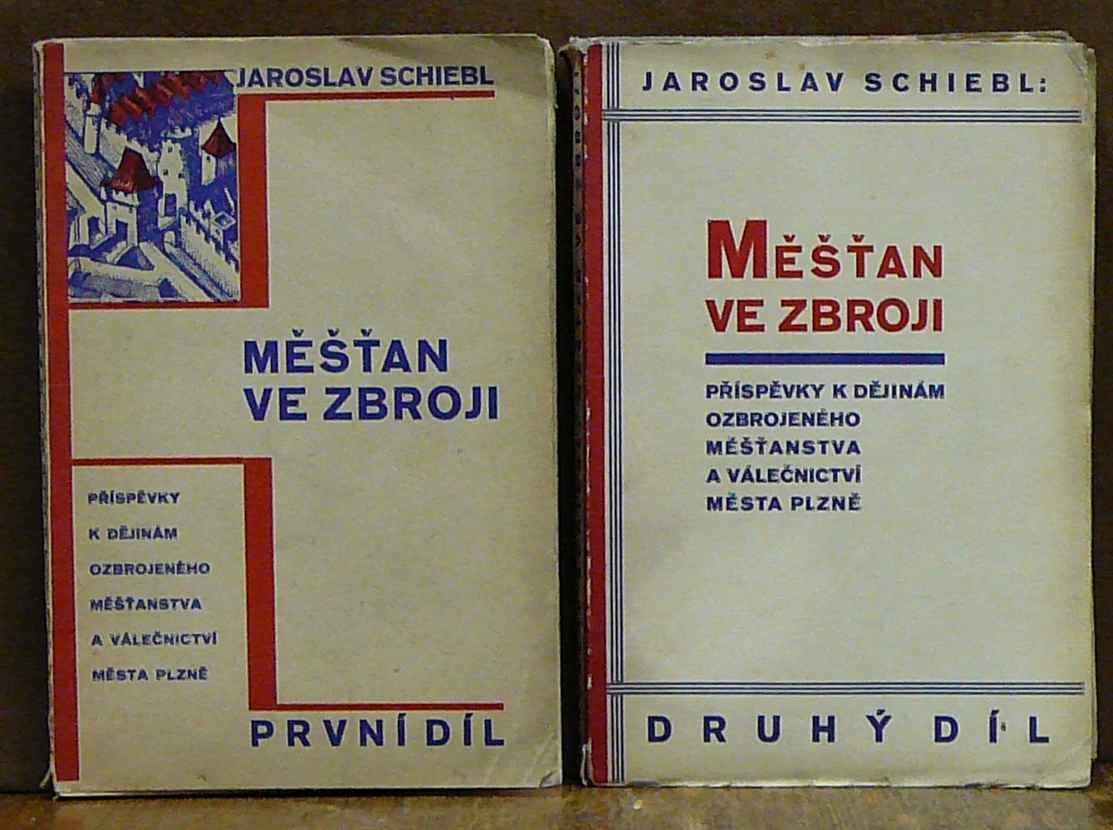 JAROSLAV SCHIEBL
MĚŠŤAN
VE ZBROJI
PŘÍSPĚVKY
K DĚJINÁM
OZBROJENÉHO
MĚŠŤANSTVA
A VÁLEČNICTVÍ
MĚSTA PLZNĚ
PRVNÍ DÍL
JAROSLAV SCHIEBL:
MĚŠŤAN
VE ZBROJI
PŘÍSPĚVKY K DĚJINÁM
OZBROJENÉHO
MĚŠŤANSTVA
A VÁLEČNICTVÍ
MĚSTA PLZNĚ
DRUHÝ DÍL